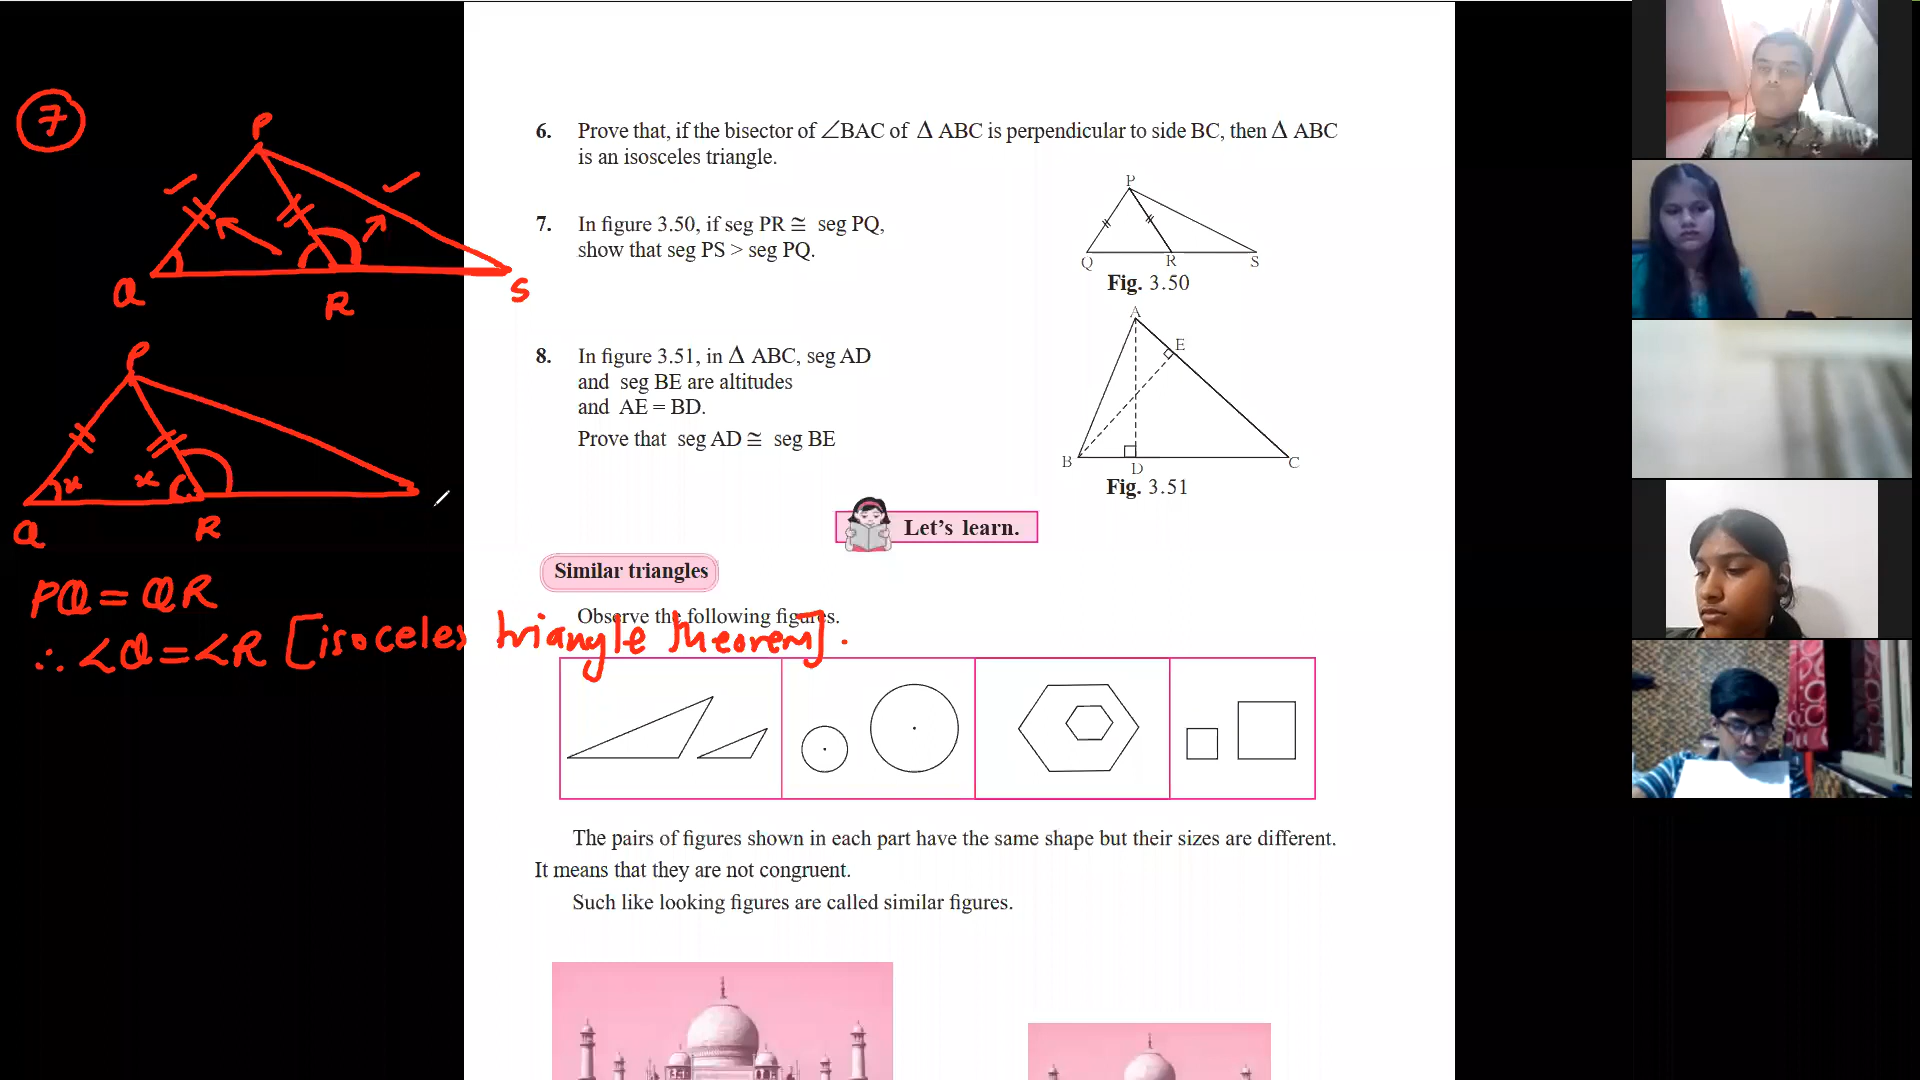 7
P
Q
R
S
P
x
x
Q
R
PQ = QR
∴ ∠Q = ∠R [isoceles triangle theorem].
6. Prove that, if the bisector of ∠BAC of Δ ABC is perpendicular to side BC, then Δ ABC
is an isosceles triangle.
7. In figure 3.50, if seg PR ≅ seg PQ,
show that seg PS > seg PQ.
P
Q
R
S
Fig. 3.50
8. In figure 3.51, in Δ ABC, seg AD
and seg BE are altitudes
and AE = BD.
Prove that seg AD ≅ seg BE
A
E
B
D
C
Fig. 3.51
Let's learn.
Similar triangles
Observe the following figures.
The pairs of figures shown in each part have the same shape but their sizes are different.
It means that they are not congruent.
Such like looking figures are called similar figures.